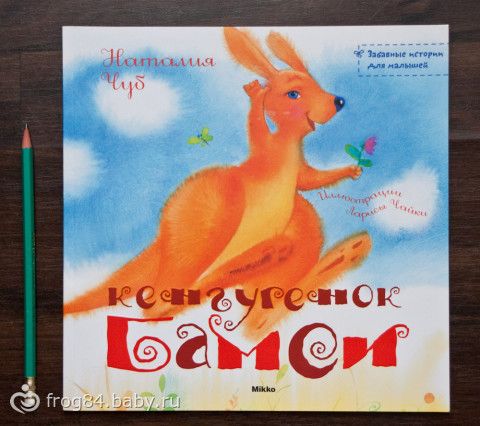 Наталия
Чуб
Забавные истории
для малышей
Иллюстрации
Ларисы Чайки
кенгуренок
Бамси
Mikko
frog84.baby.ru